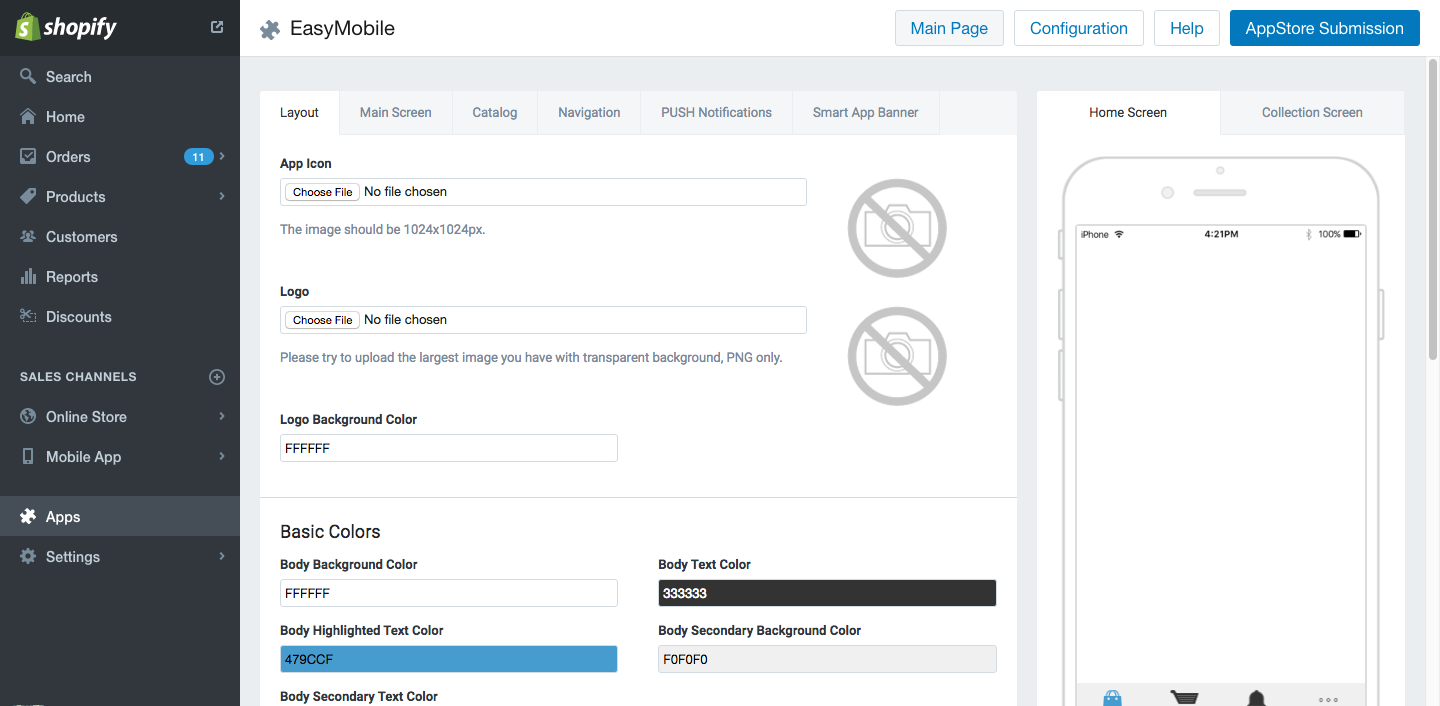 shopify
Search
Home
Orders 11
Products
Customers
Reports
Discounts
SALES CHANNELS
Online Store
Mobile App
Apps
Settings
EasyMobile
Main Page
Configuration
Help
AppStore Submission
Layout
Main Screen
Catalog
Navigation
PUSH Notifications
Smart App Banner
App Icon
Choose File No file chosen
The image should be 1024x1024px.
Logo
Choose File No file chosen
Please try to upload the largest image you have with transparent background, PNG only.
Logo Background Color
FFFFFF
Basic Colors
Body Background Color
FFFFFF
Body Text Color
333333
Body Highlighted Text Color
479CCF
Body Secondary Background Color
F0F0F0
Body Secondary Text Color
Home Screen
Collection Screen
iPhone 4:21PM 100%